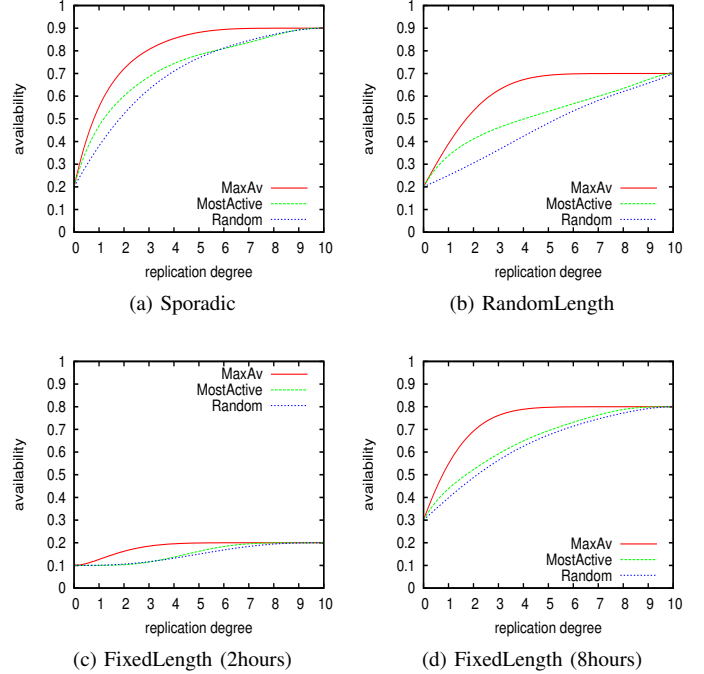 1
0.9
0.8
0.7
0.6
0.5
0.4
0.3
0.2
0.1
0
availability
MaxAv
MostActive
Random
0 1 2 3 4 5 6 7 8 9 10
replication degree
(a) Sporadic
1
0.9
0.8
0.7
0.6
0.5
0.4
0.3
0.2
0.1
0
availability
MaxAv
MostActive
Random
0 1 2 3 4 5 6 7 8 9 10
replication degree
(b) RandomLength
1
0.9
0.8
0.7
0.6
0.5
0.4
0.3
0.2
0.1
0
availability
MaxAv
MostActive
Random
0 1 2 3 4 5 6 7 8 9 10
replication degree
(c) FixedLength (2hours)
1
0.9
0.8
0.7
0.6
0.5
0.4
0.3
0.2
0.1
0
availability
MaxAv
MostActive
Random
0 1 2 3 4 5 6 7 8 9 10
replication degree
(d) FixedLength (8hours)